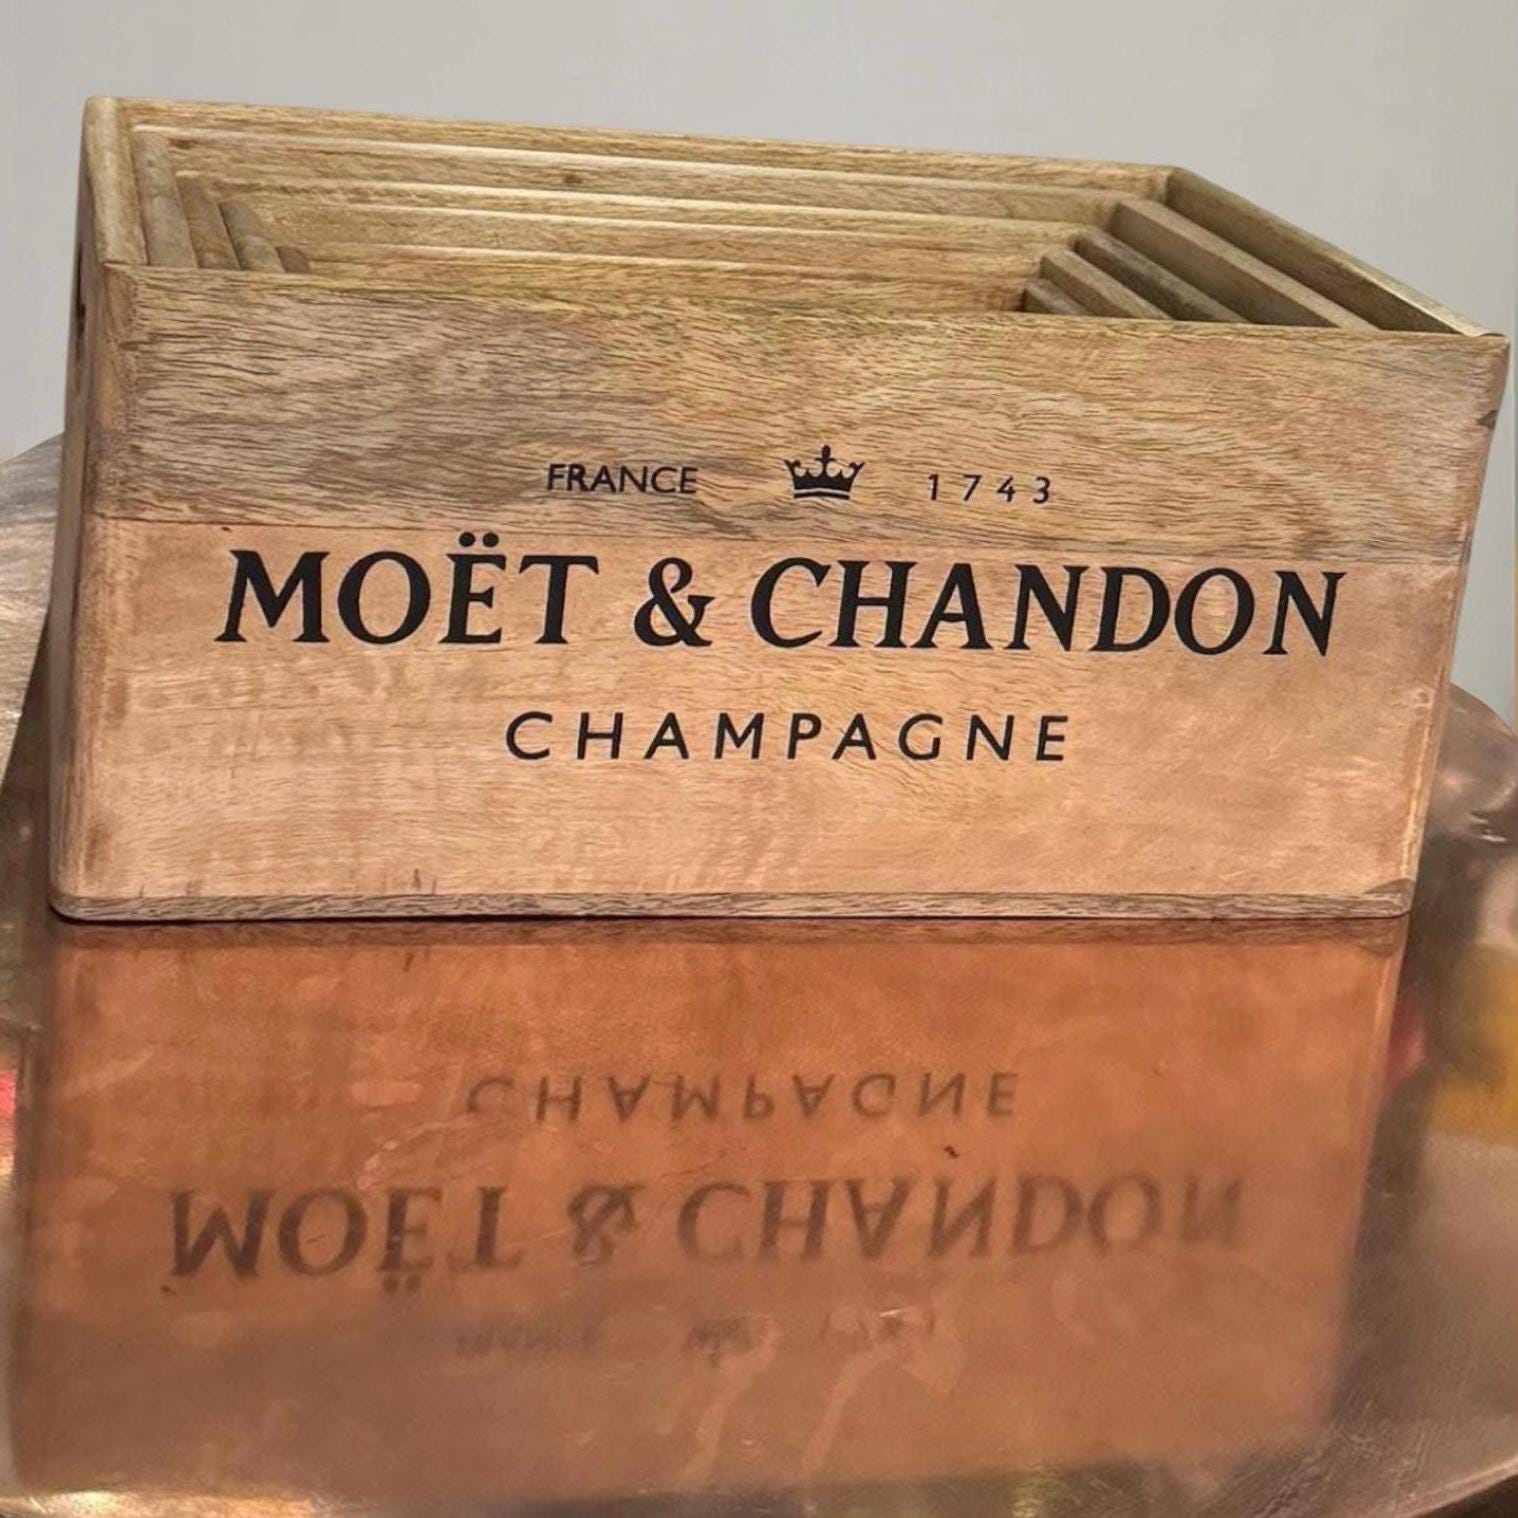 FRANCE 1743
MOËT & CHANDON
CHAMPAGNE